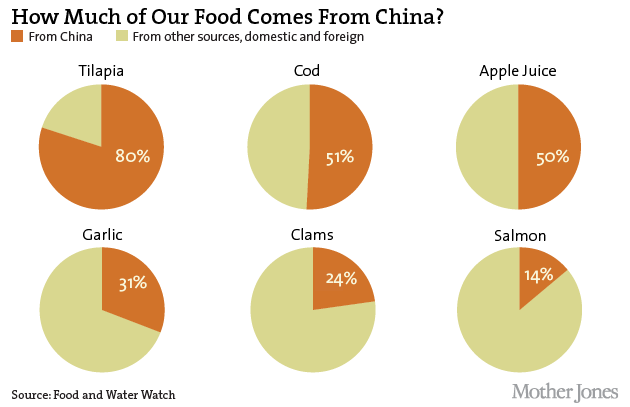 How Much of Our Food Comes From China?
From China From other sources, domestic and foreign
Tilapia Cod Apple Juice
80% 51% 50%
Garlic Clams Salmon
31% 24% 14%
Source: Food and Water Watch Mother Jones